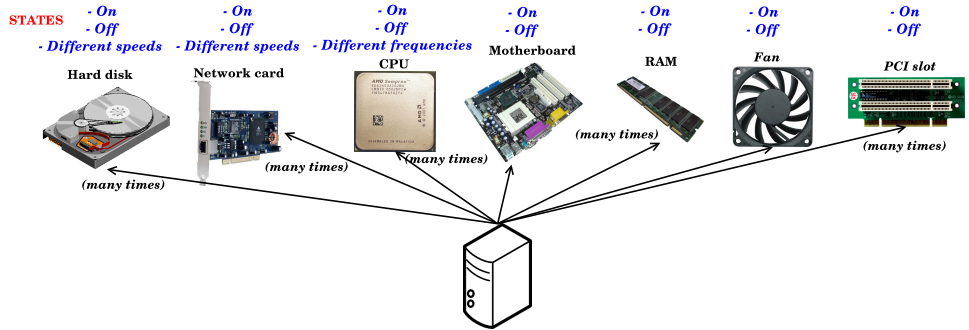 STATES
- On
- Off
- Different speeds
- On
- Off
- Different speeds
- On
- Off
- Different frequencies
- On
- Off
- On
- Off
- On
- Off
- On
- Off
Hard disk
Network card
CPU
Motherboard
RAM
Fan
PCI slot
(many times)
(many times)
(many times)
(many times)
(many times)